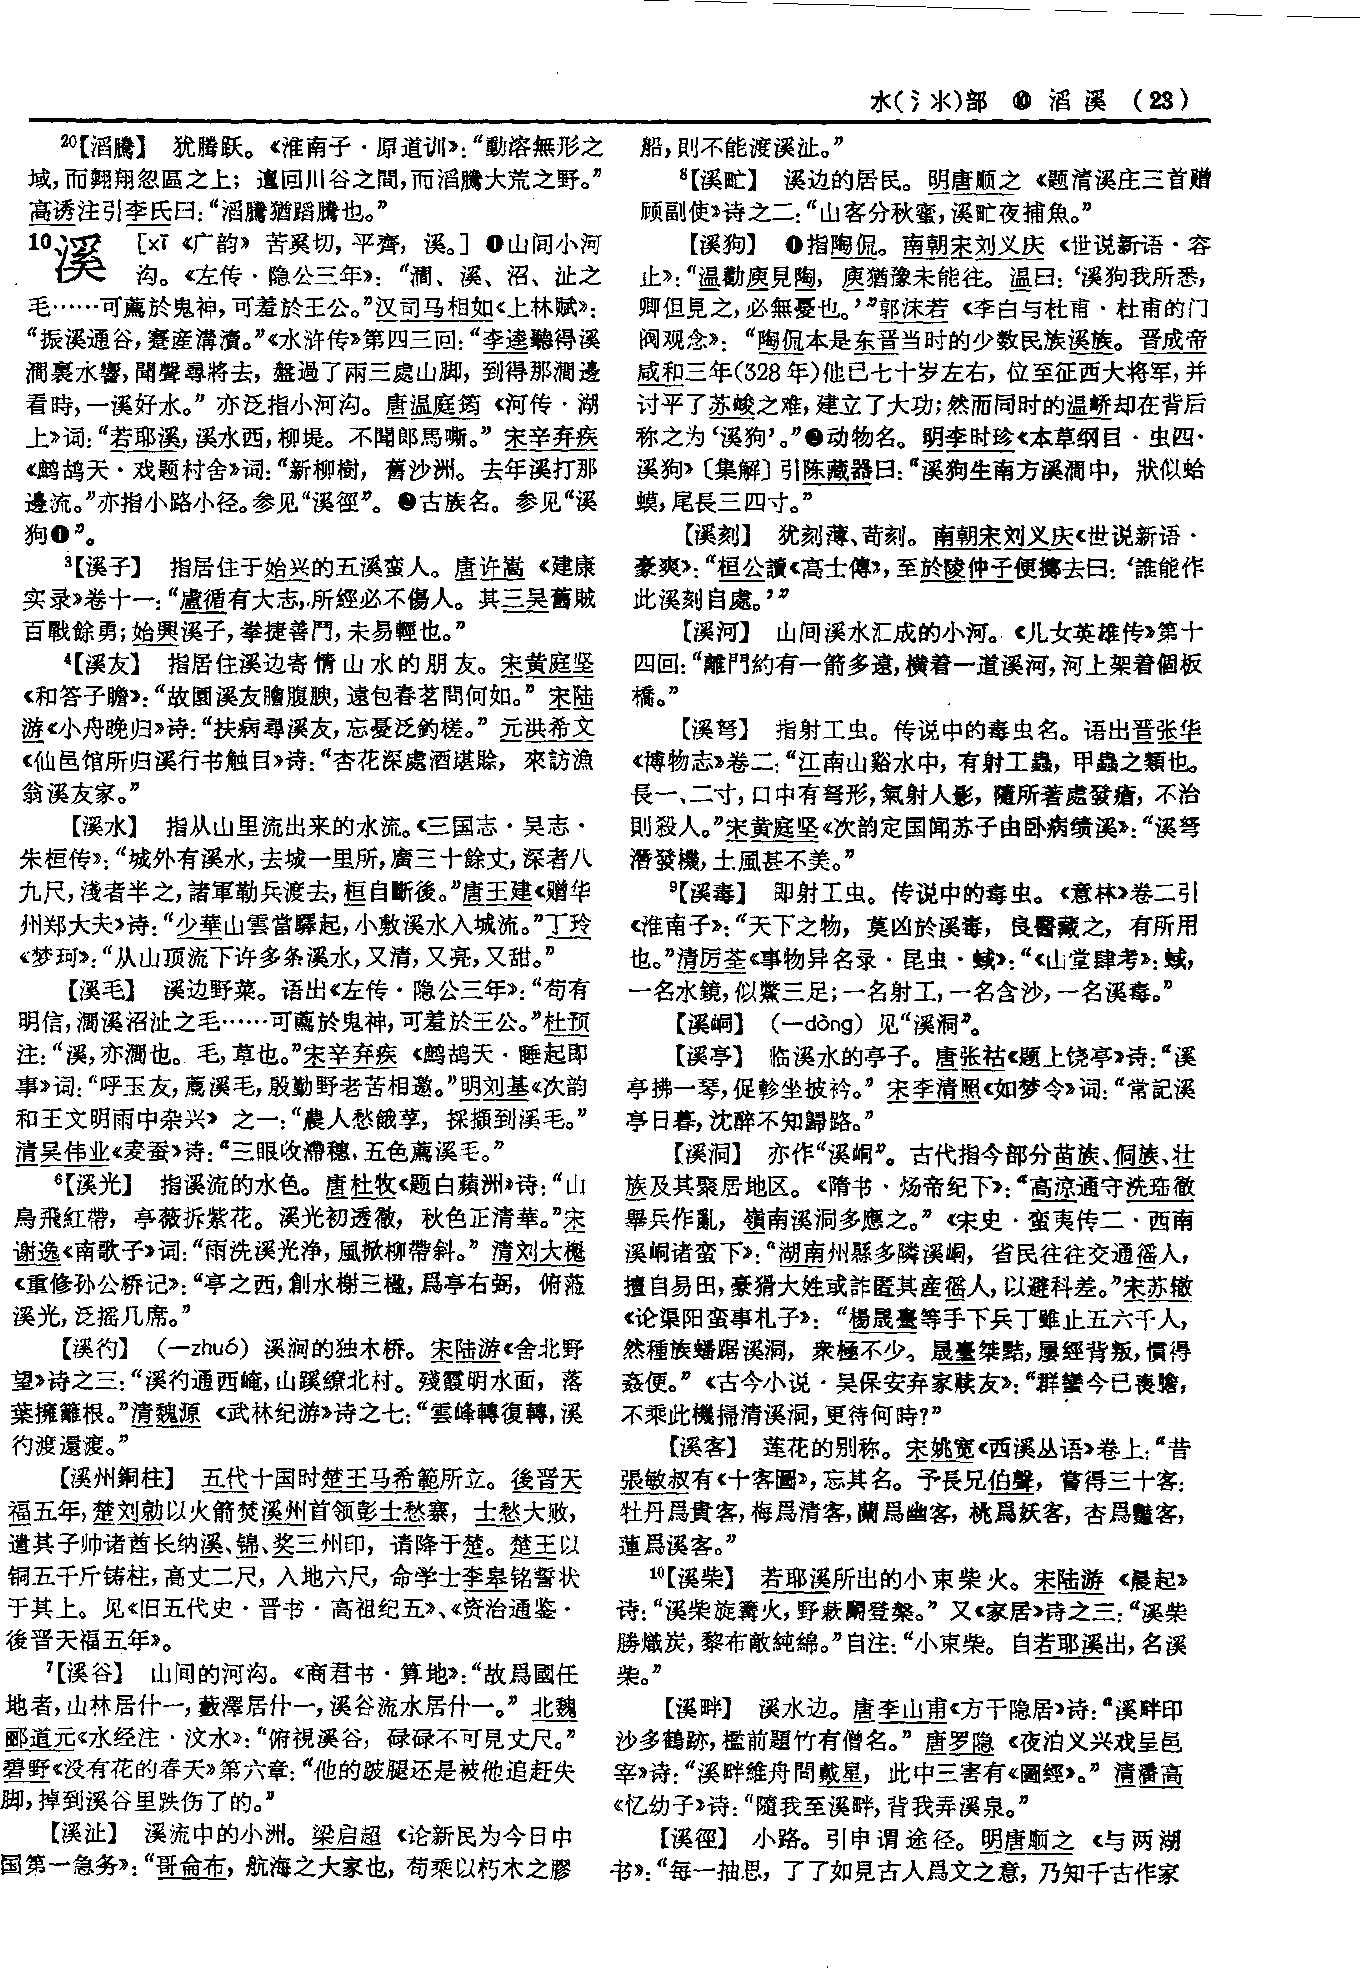 水(氵氺)部 ❿ 滔 溪 (23)
20【滔騰】 犹腾跃。《淮南子·原道训》：“動溶無形之
域，而翺翔忽區之上；邅回川谷之間，而滔騰大荒之野。”
高诱注引李氏曰：“滔騰猶蹈騰也。”
10溪 [xī《广韵》苦奚切，平齊，溪。] ❶山间小河
沟。《左传·隐公三年》：“澗、溪、沼、沚之
毛……可薦於鬼神，可羞於王公。”汉司马相如《上林赋》：
“振溪通谷，蹇産溝瀆。”《水浒传》第四三回：“李逵聽得溪
澗裏水響，聞聲尋將去，盤過了兩三處山脚，到得那澗邊
看時，一溪好水。”亦泛指小河沟。唐温庭筠《河传·湖
上》词：“若耶溪，溪水西，柳堤。不聞郎馬嘶。”宋辛弃疾
《鹧鸪天·戏题村舍》词：“新柳樹，舊沙洲。去年溪打那
邊流。”亦指小路小径。参见“溪徑”。❷古族名。参见“溪
狗❶”。
3【溪子】 指居住于始兴的五溪蛮人。唐许嵩《建康
实录》卷十一：“盧循有大志，所經必不傷人。其三吴舊賊
百戰餘勇；始興溪子，拳捷善鬥，未易輕也。”
4【溪友】 指居住溪边寄情山水的朋友。宋黄庭坚
《和答子瞻》：“故園溪友膾腹腴，遠包春茗問何如。”宋陆
游《小舟晚归》诗：“扶病尋溪友，忘憂泛釣槎。”元洪希文
《仙邑馆所归溪行书触目》诗：“杏花深處酒堪賒，來訪漁
翁溪友家。”
【溪水】 指从山里流出来的水流。《三国志·吴志·
朱桓传》：“城外有溪水，去城一里所，廣三十餘丈，深者八
九尺，淺者半之，諸軍勒兵渡去，桓自斷後。”唐王建《赠华
州郑大夫》诗：“少華山雲當驛起，小敷溪水入城流。”丁玲
《梦珂》：“从山顶流下许多条溪水，又清，又亮，又甜。”
【溪毛】 溪边野菜。语出《左传·隐公三年》：“苟有
明信，澗溪沼沚之毛……可薦於鬼神，可羞於王公。”杜预
注：“溪，亦澗也。毛，草也。”宋辛弃疾《鹧鸪天·睡起即
事》词：“呼玉友，薦溪毛，殷勤野老苦相邀。”明刘基《次韵
和王文明雨中杂兴》之一：“農人愁餓莩，採擷到溪毛。”
清吴伟业《麦蚕》诗：“三眼收滯穗，五色薦溪毛。”
6【溪光】 指溪流的水色。唐杜牧《题白蘋洲》诗：“山
鳥飛紅帶，亭薇拆紫花。溪光初透徹，秋色正清華。”宋
谢逸《南歌子》词：“雨洗溪光浄，風掀柳帶斜。”清刘大櫆
《重修孙公桥记》：“亭之西，創水榭三楹，爲亭右弼，俯蒞
溪光，泛摇几席。”
【溪彴】 (—zhuó) 溪涧的独木桥。宋陆游《舍北野
望》诗之三：“溪彴通西崦，山蹊繚北村。殘霞明水面，落
葉擁籬根。”清魏源《武林纪游》诗之七：“雲峰轉復轉，溪
彴渡還渡。”
【溪州銅柱】 五代十国时楚王马希範所立。後晋天
福五年，楚刘勍以火箭焚溪州首领彭士愁寨，士愁大败，
遣其子帅诸酋长纳溪、锦、奖三州印，请降于楚。楚王以
铜五千斤铸柱，高丈二尺，入地六尺，命学士李皋铭誓状
于其上。见《旧五代史·晋书·高祖纪五》、《资治通鉴·
後晋天福五年》。
7【溪谷】 山间的河沟。《商君书·算地》：“故爲國任
地者，山林居什一，藪澤居什一，溪谷流水居什一。”北魏
郦道元《水经注·汶水》：“俯視溪谷，碌碌不可見丈尺。”
碧野《没有花的春天》第六章：“他的跛腿还是被他追赶失
脚，掉到溪谷里跌伤了的。”
【溪沚】 溪流中的小洲。梁启超《论新民为今日中
国第一急务》：“哥侖布，航海之大家也，苟乘以朽木之膠
船，則不能渡溪沚。”
8【溪甿】 溪边的居民。明唐顺之《题清溪庄三首赠
顾副使》诗之二：“山客分秋蜜，溪甿夜捕魚。”
【溪狗】 ❶指陶侃。南朝宋刘义庆《世说新语·容
止》：“温勸庾見陶，庾猶豫未能往。温曰：‘溪狗我所悉，
卿但見之，必無憂也。’”郭沫若《李白与杜甫·杜甫的门
阀观念》：“陶侃本是东晋当时的少数民族溪族。晋成帝
咸和三年(328年)他已七十岁左右，位至征西大将军，并
讨平了苏峻之难，建立了大功；然而同时的温峤却在背后
称之为‘溪狗’。”❷动物名。明李时珍《本草纲目·虫四·
溪狗》〔集解〕引陈藏器曰：“溪狗生南方溪澗中，狀似蛤
蟆，尾長三四寸。”
【溪刻】 犹刻薄、苛刻。南朝宋刘义庆《世说新语·
豪爽》：“桓公讀《高士傳》，至於陵仲子便擲去曰：‘誰能作
此溪刻自處。’”
【溪河】 山间溪水汇成的小河。《儿女英雄传》第十
四回：“離門約有一箭多遠，横着一道溪河，河上架着個板
橋。”
【溪弩】 指射工虫。传说中的毒虫名。语出晋张华
《博物志》卷二：“江南山谿水中，有射工蟲，甲蟲之類也。
長一、二寸，口中有弩形，氣射人影，隨所著處發瘡，不治
則殺人。”宋黄庭坚《次韵定国闻苏子由卧病绩溪》：“溪弩
潛發機，土風甚不美。”
9【溪毒】 即射工虫。传说中的毒虫。《意林》卷二引
《淮南子》：“天下之物，莫凶於溪毒，良醫藏之，有所用
也。”清厉荃《事物异名录·昆虫·蜮》：“《山堂肆考》：蜮，
一名水鏡，似鱉三足；一名射工，一名含沙，一名溪毒。”
【溪峒】 (—dòng) 见“溪洞”。
【溪亭】 临溪水的亭子。唐张祜《题上饶亭》诗：“溪
亭拂一琴，促軫坐披衿。”宋李清照《如梦令》词：“常記溪
亭日暮，沈醉不知歸路。”
【溪洞】 亦作“溪峒”。古代指今部分苗族、侗族、壮
族及其聚居地区。《隋书·炀帝纪下》：“高涼通守洗珤徹
舉兵作亂，嶺南溪洞多應之。”《宋史·蛮夷传二·西南
溪峒诸蛮下》：“湖南州縣多隣溪峒，省民往往交通徭人，
擅自易田，豪猾大姓或詐匿其産徭人，以避科差。”宋苏辙
《论渠阳蛮事札子》：“楊晟臺等手下兵丁雖止五六千人，
然種族蟠踞溪洞，衆極不少。晟臺桀黠，屢經背叛，慣得
姦便。”《古今小说·吴保安弃家赎友》：“群蠻今已喪膽，
不乘此機掃清溪洞，更待何時？”
【溪客】 莲花的别称。宋姚宽《西溪丛语》卷上：“昔
張敏叔有《十客圖》，忘其名。予長兄伯聲，嘗得三十客：
牡丹爲貴客，梅爲清客，蘭爲幽客，桃爲妖客，杏爲豔客，
蓮爲溪客。”
10【溪柴】 若耶溪所出的小束柴火。宋陆游《晨起》
诗：“溪柴旋篝火，野蔌闕登槃。”又《家居》诗之三：“溪柴
勝熾炭，黎布敵純綿。”自注：“小束柴。自若耶溪出，名溪
柴。”
【溪畔】 溪水边。唐李山甫《方干隐居》诗：“溪畔印
沙多鶴跡，檻前題竹有僧名。”唐罗隐《夜泊义兴戏呈邑
宰》诗：“溪畔維舟問戴星，此中三害有《圖經》。”清潘高
《忆幼子》诗：“隨我至溪畔，背我弄溪泉。”
【溪徑】 小路。引申谓途径。明唐顺之《与两湖
书》：“每一抽思，了了如見古人爲文之意，乃知千古作家